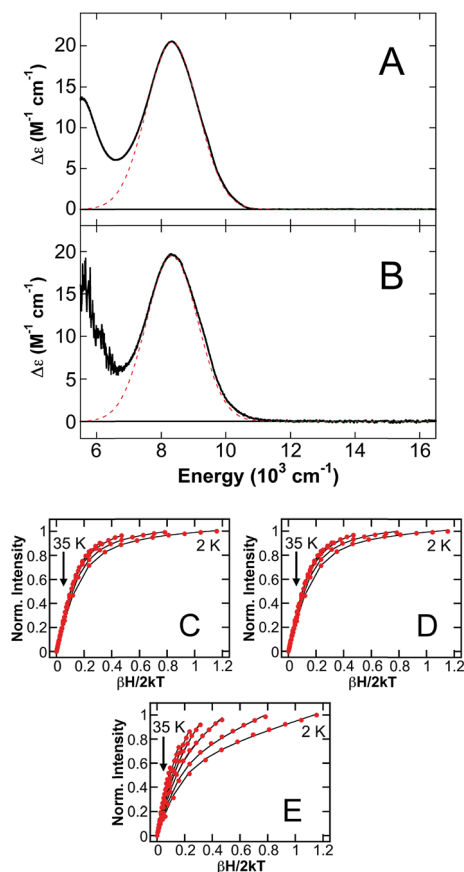 20
15
10
5
0
Δε (M⁻¹ cm⁻¹)
A
20
15
10
5
0
Δε (M⁻¹ cm⁻¹)
B
6 8 10 12 14 16
Energy (10³ cm⁻¹)
1
0.8
0.6
0.4
0.2
0
Norm. Intensity
35 K
2 K
C
0 0.2 0.4 0.6 0.8 1 1.2
βH/2kT
1
0.8
0.6
0.4
0.2
0
Norm. Intensity
35 K
2 K
D
0 0.2 0.4 0.6 0.8 1 1.2
βH/2kT
1
0.8
0.6
0.4
0.2
0
Norm. Intensity
35 K
2 K
E
0 0.2 0.4 0.6 0.8 1 1.2
βH/2kT